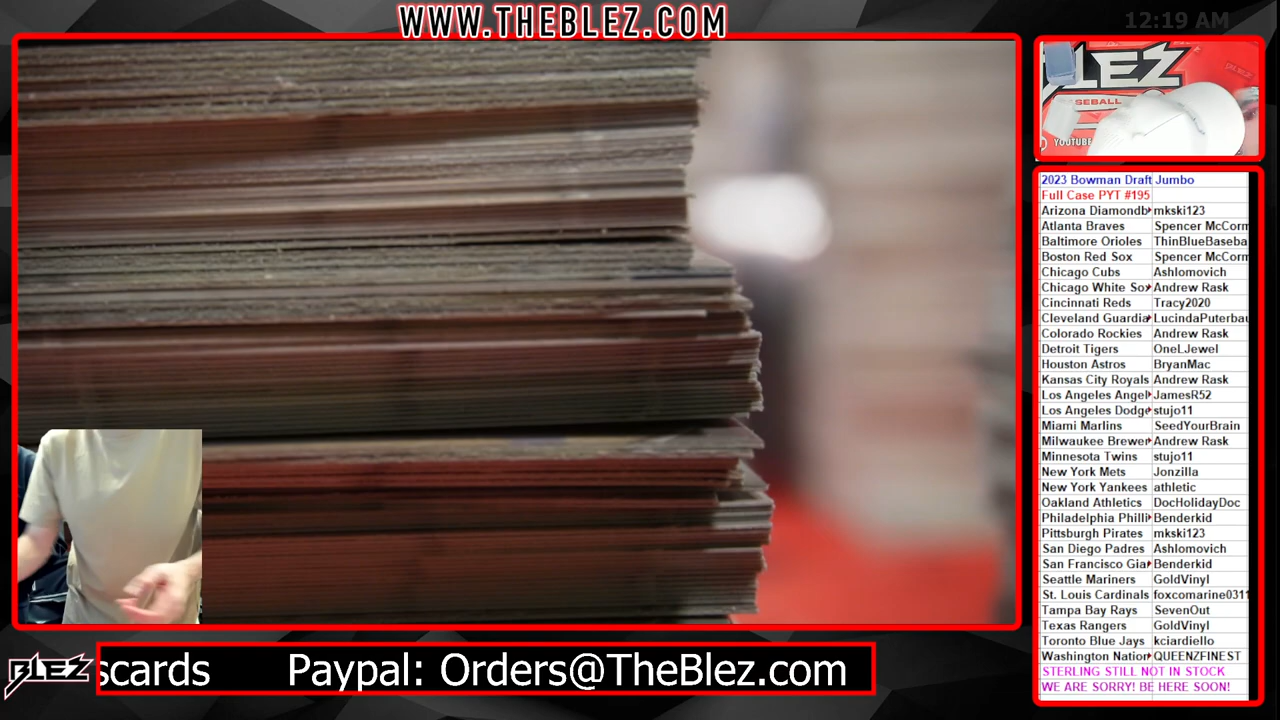 WWW.THEBLEZ.COM
12:19 AM
BLEZ
SEBALL
YOUTUBE
2023 Bowman Draft Jumbo
Full Case PYT #195
Arizona Diamondb mkski123
Atlanta Braves Spencer McCorm
Baltimore Orioles ThinBlueBaseba
Boston Red Sox Spencer McCorm
Chicago Cubs Ashlomovich
Chicago White Sox Andrew Rask
Cincinnati Reds Tracy2020
Cleveland Guardia LucindaPuterbau
Colorado Rockies Andrew Rask
Detroit Tigers OneLJewel
Houston Astros BryanMac
Kansas City Royals Andrew Rask
Los Angeles Angel JamesR52
Los Angeles Dodge stujo11
Miami Marlins SeedYourBrain
Milwaukee Brewer Andrew Rask
Minnesota Twins stujo11
New York Mets Jonzilla
New York Yankees athletic
Oakland Athletics DocHolidayDoc
Philadelphia Philli Benderkid
Pittsburgh Pirates mkski123
San Diego Padres Ashlomovich
San Francisco Gia Benderkid
Seattle Mariners GoldVinyl
St. Louis Cardinals foxcomarine0311
Tampa Bay Rays SevenOut
Texas Rangers GoldVinyl
Toronto Blue Jays kciardiello
Washington Nation QUEENZFINEST
STERLING STILL NOT IN STOCK
WE ARE SORRY! BE HERE SOON!
BLEZ
scards Paypal: Orders@TheBlez.com